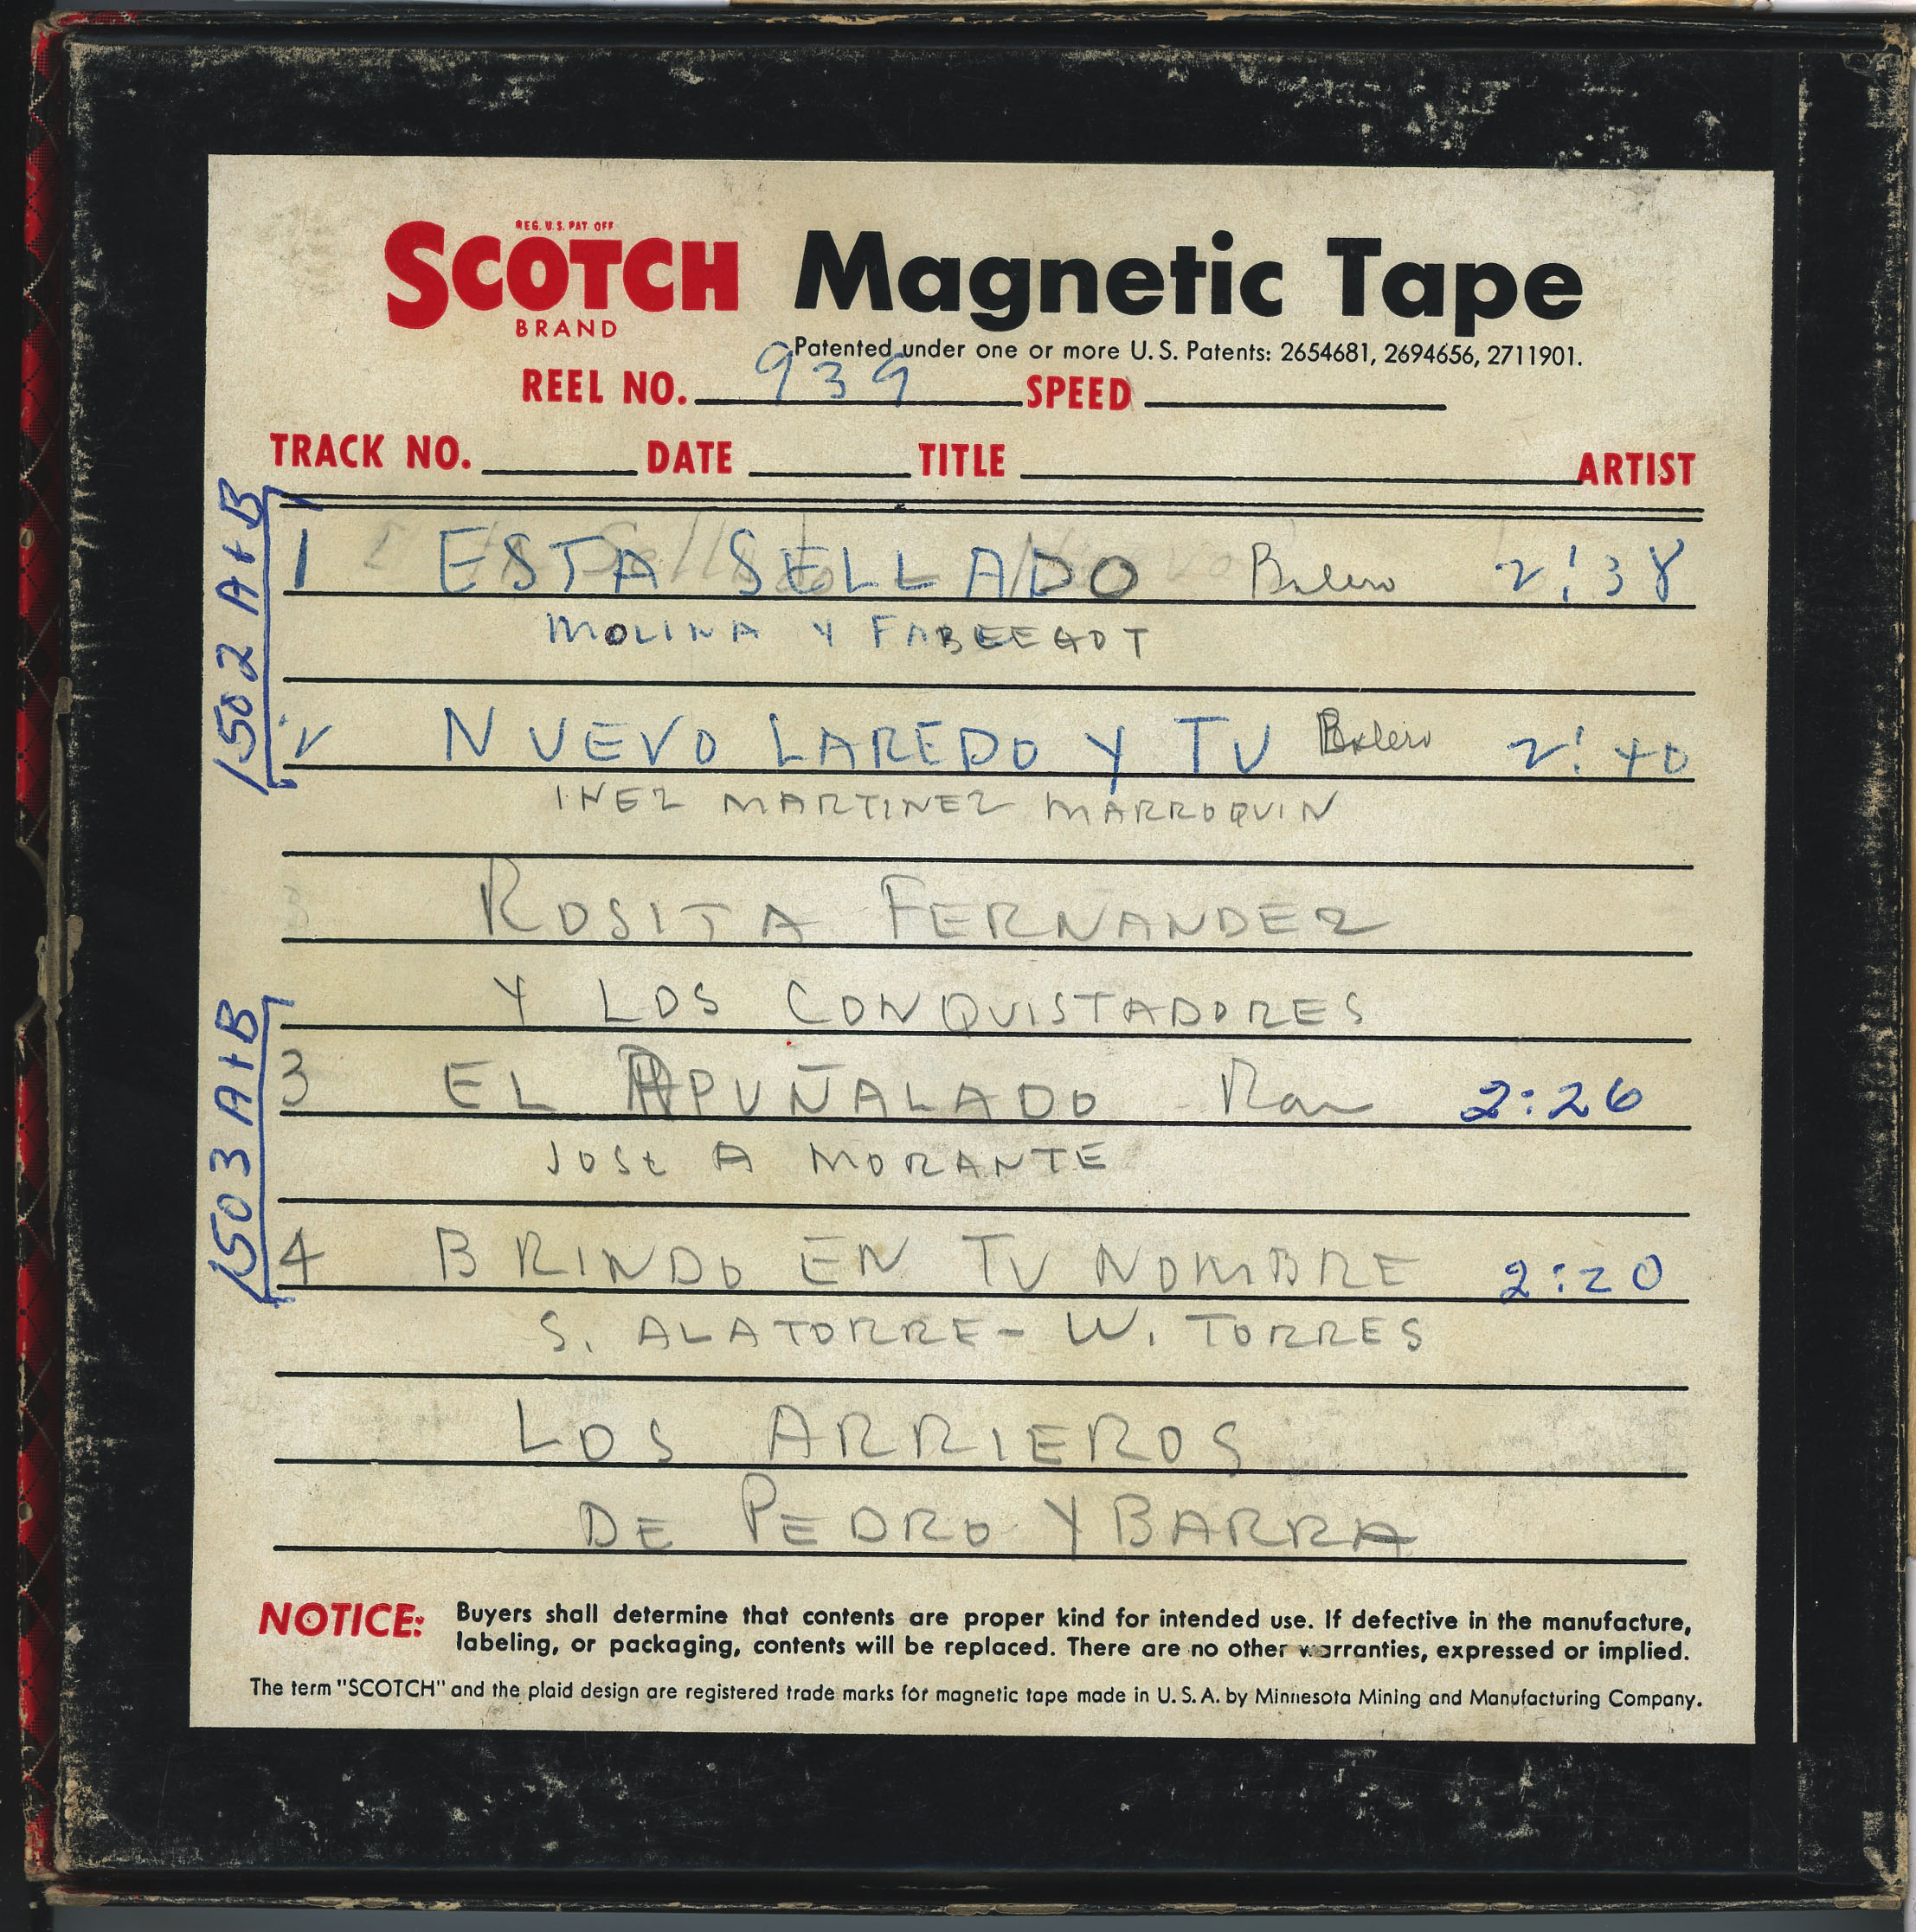 REG. U.S. PAT. OFF
SCOTCH Magnetic Tape
BRAND
Patented under one or more U.S. Patents: 2654681, 2694656, 2711901.
REEL NO. 939 SPEED
TRACK NO. DATE TITLE ARTIST
1502 A+B
1 ESTA SELLADO Bolero 2:38
MOLINA Y FABEEGOT
2 NUEVO LAREDO Y TU Bolero 2:40
INEZ MARTINEZ MARROQUIN
ROSITA FERNANDEZ
Y LOS CONQUISTADORES
1503 A+B
3 EL APUÑALADO Ran 2:26
JOSE A MORANTE
4 BRINDO EN TU NOMBRE 2:20
S. ALATORRE - W. TORRES
LOS ARRIEROS
DE PEDRO YBARRA
NOTICE: Buyers shall determine that contents are proper kind for intended use. If defective in the manufacture,
labeling, or packaging, contents will be replaced. There are no other warranties, expressed or implied.
The term "SCOTCH" and the plaid design are registered trade marks for magnetic tape made in U.S.A. by Minnesota Mining and Manufacturing Company.